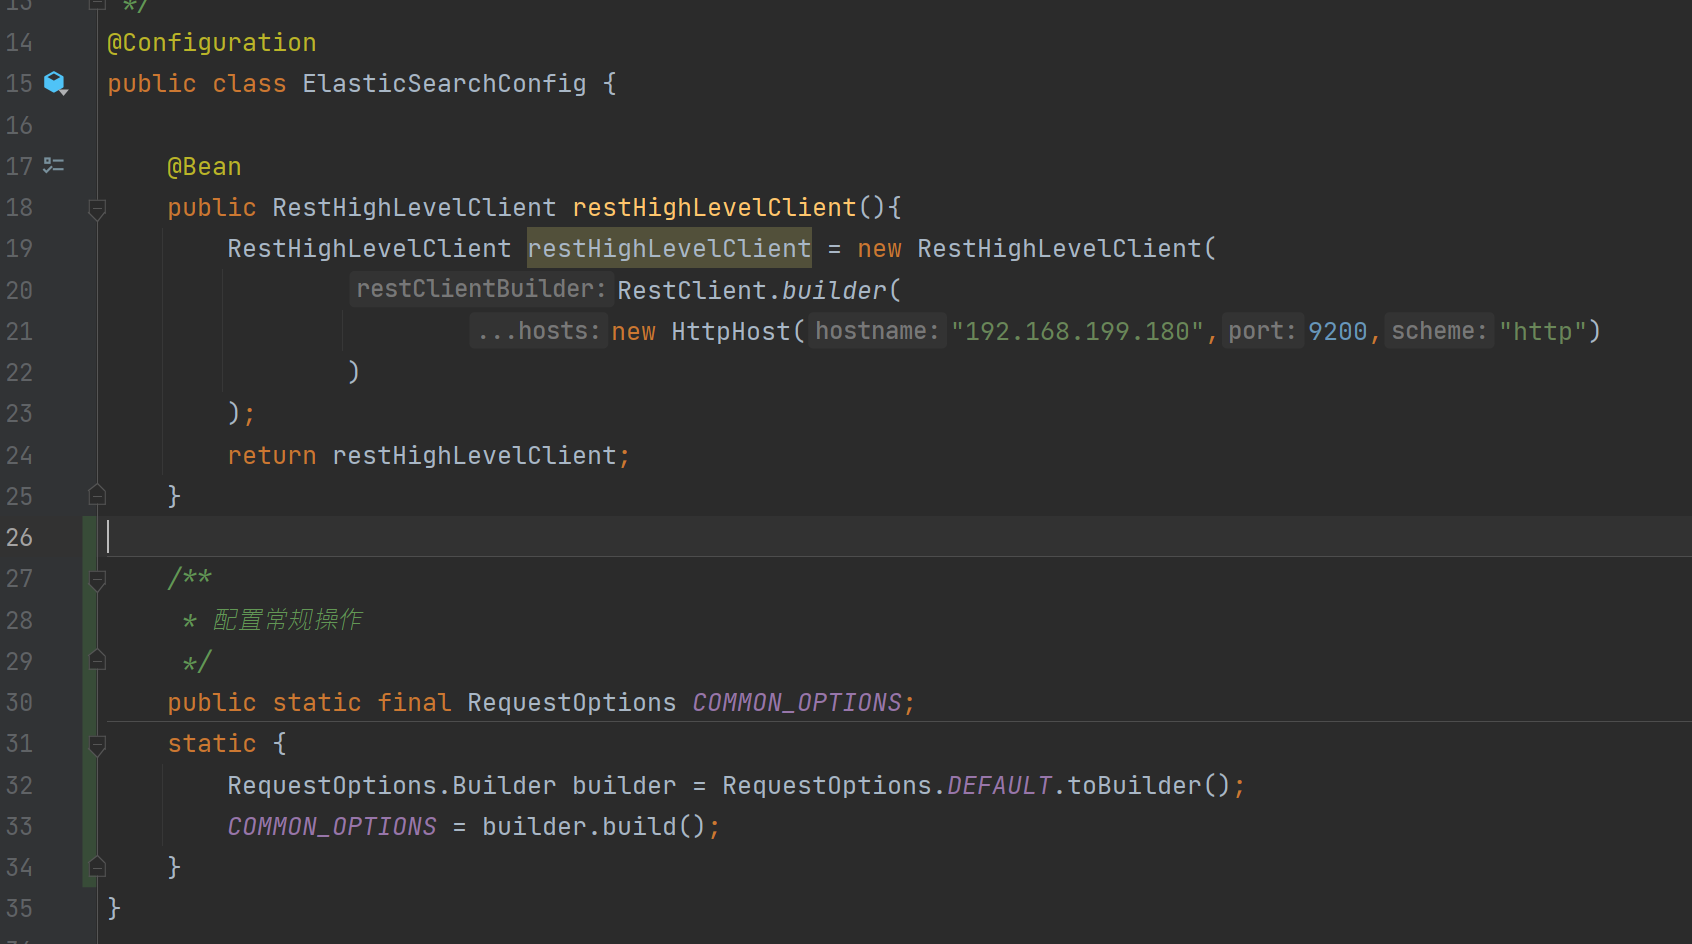 13 */
14 @Configuration
15 public class ElasticSearchConfig {
16
17 @Bean
18 public RestHighLevelClient restHighLevelClient(){
19 RestHighLevelClient restHighLevelClient = new RestHighLevelClient(
20 restClientBuilder: RestClient.builder(
21 ...hosts: new HttpHost( hostname: "192.168.199.180", port: 9200, scheme: "http")
22 )
23 );
24 return restHighLevelClient;
25 }
26
27 /**
28 * 配置常规操作
29 */
30 public static final RequestOptions COMMON_OPTIONS;
31 static {
32 RequestOptions.Builder builder = RequestOptions.DEFAULT.toBuilder();
33 COMMON_OPTIONS = builder.build();
34 }
35 }